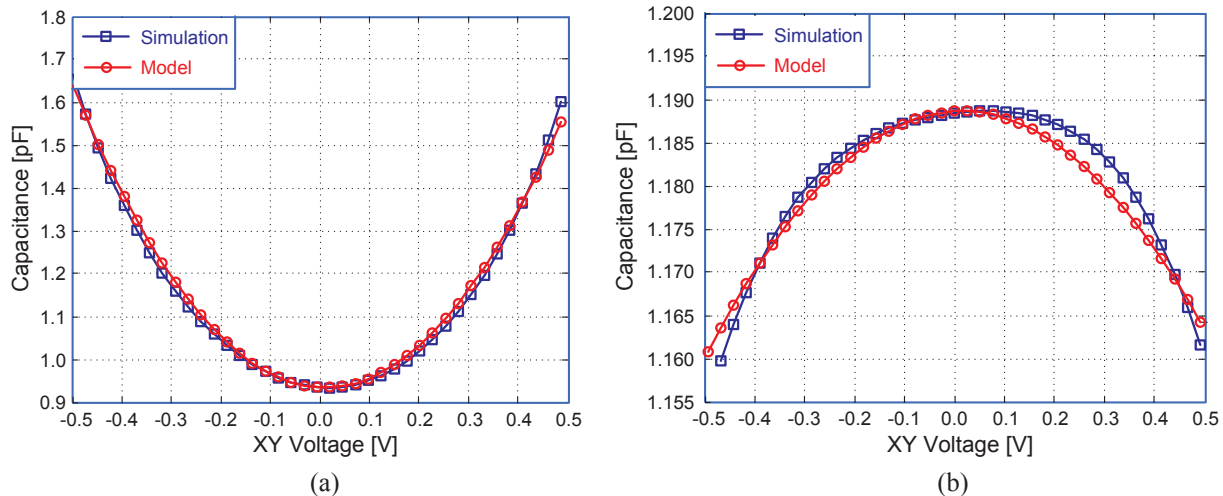 1.8
1.7
1.6
1.5
1.4
1.3
1.2
1.1
1.0
0.9
Capacitance [pF]
Simulation
Model
-0.5 -0.4 -0.3 -0.2 -0.1 0.0 0.1 0.2 0.3 0.4 0.5
XY Voltage [V]
(a)
1.200
1.195
1.190
1.185
1.180
1.175
1.170
1.165
1.160
1.155
Capacitance [pF]
Simulation
Model
-0.5 -0.4 -0.3 -0.2 -0.1 0.0 0.1 0.2 0.3 0.4 0.5
XY Voltage [V]
(b)